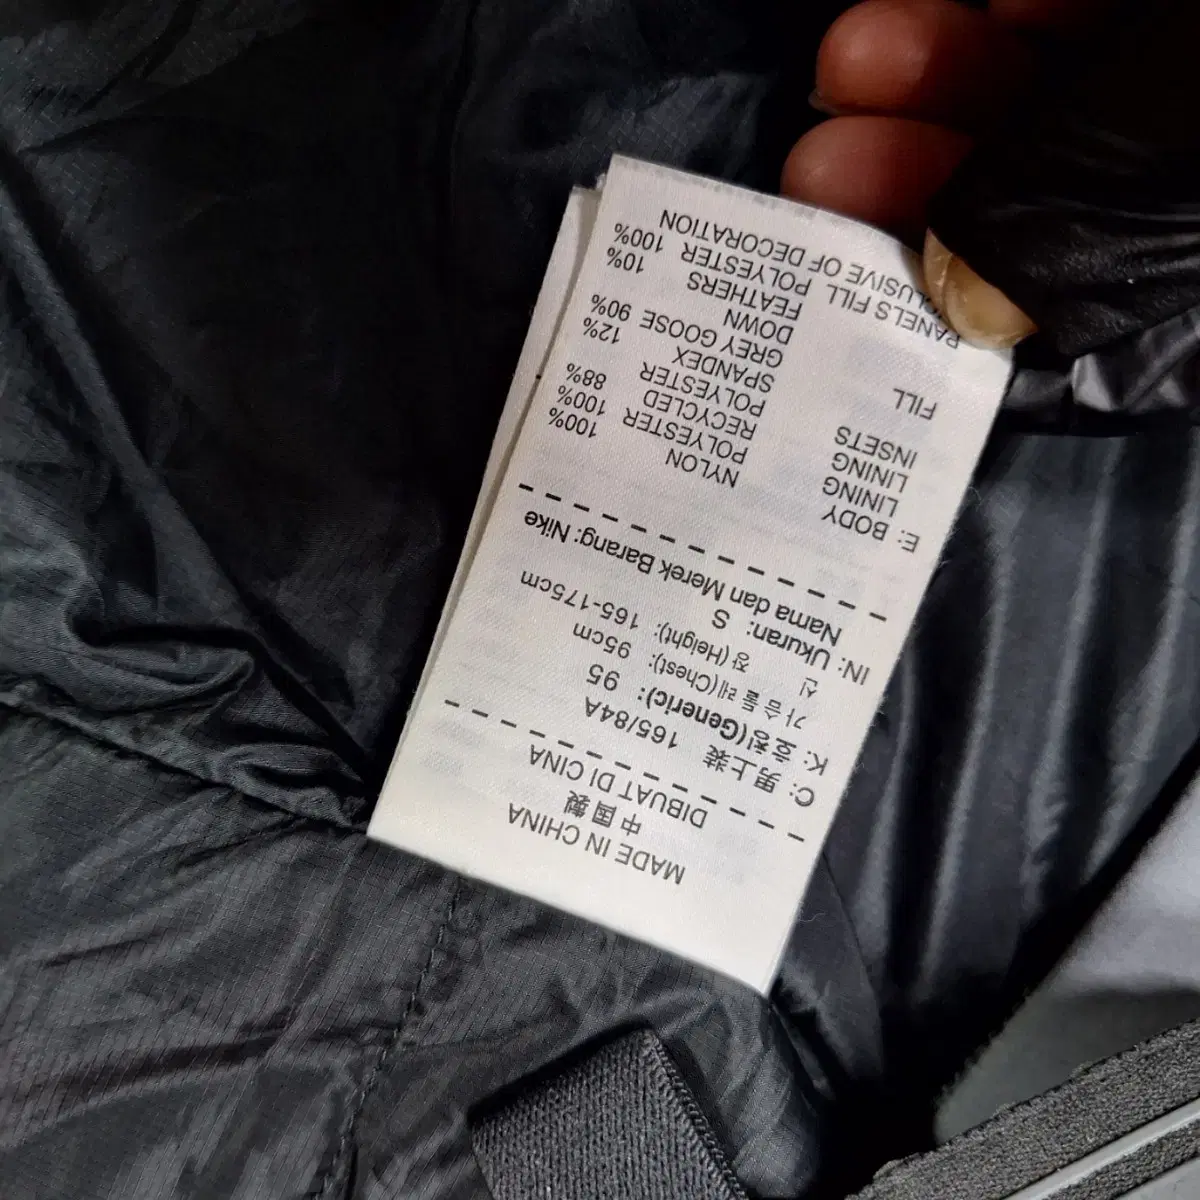 MADE IN CHINA
中國製
DIBUAT DI CINA
C: 男上裝 165/84A
K: 호칭(Generic): 95
가슴둘레(Chest): 95cm
신 장(Height): 165-175cm
IN: Ukuran: S
Nama dan Merek Barang: Nike
E: BODY NYLON 100%
LINING POLYESTER 100%
LINING RECYCLED
INSETS POLYESTER 88%
SPANDEX 12%
FILL GREY GOOSE 90%
DOWN
FEATHERS 10%
PANELS FILL POLYESTER 100%
OF DECORATION